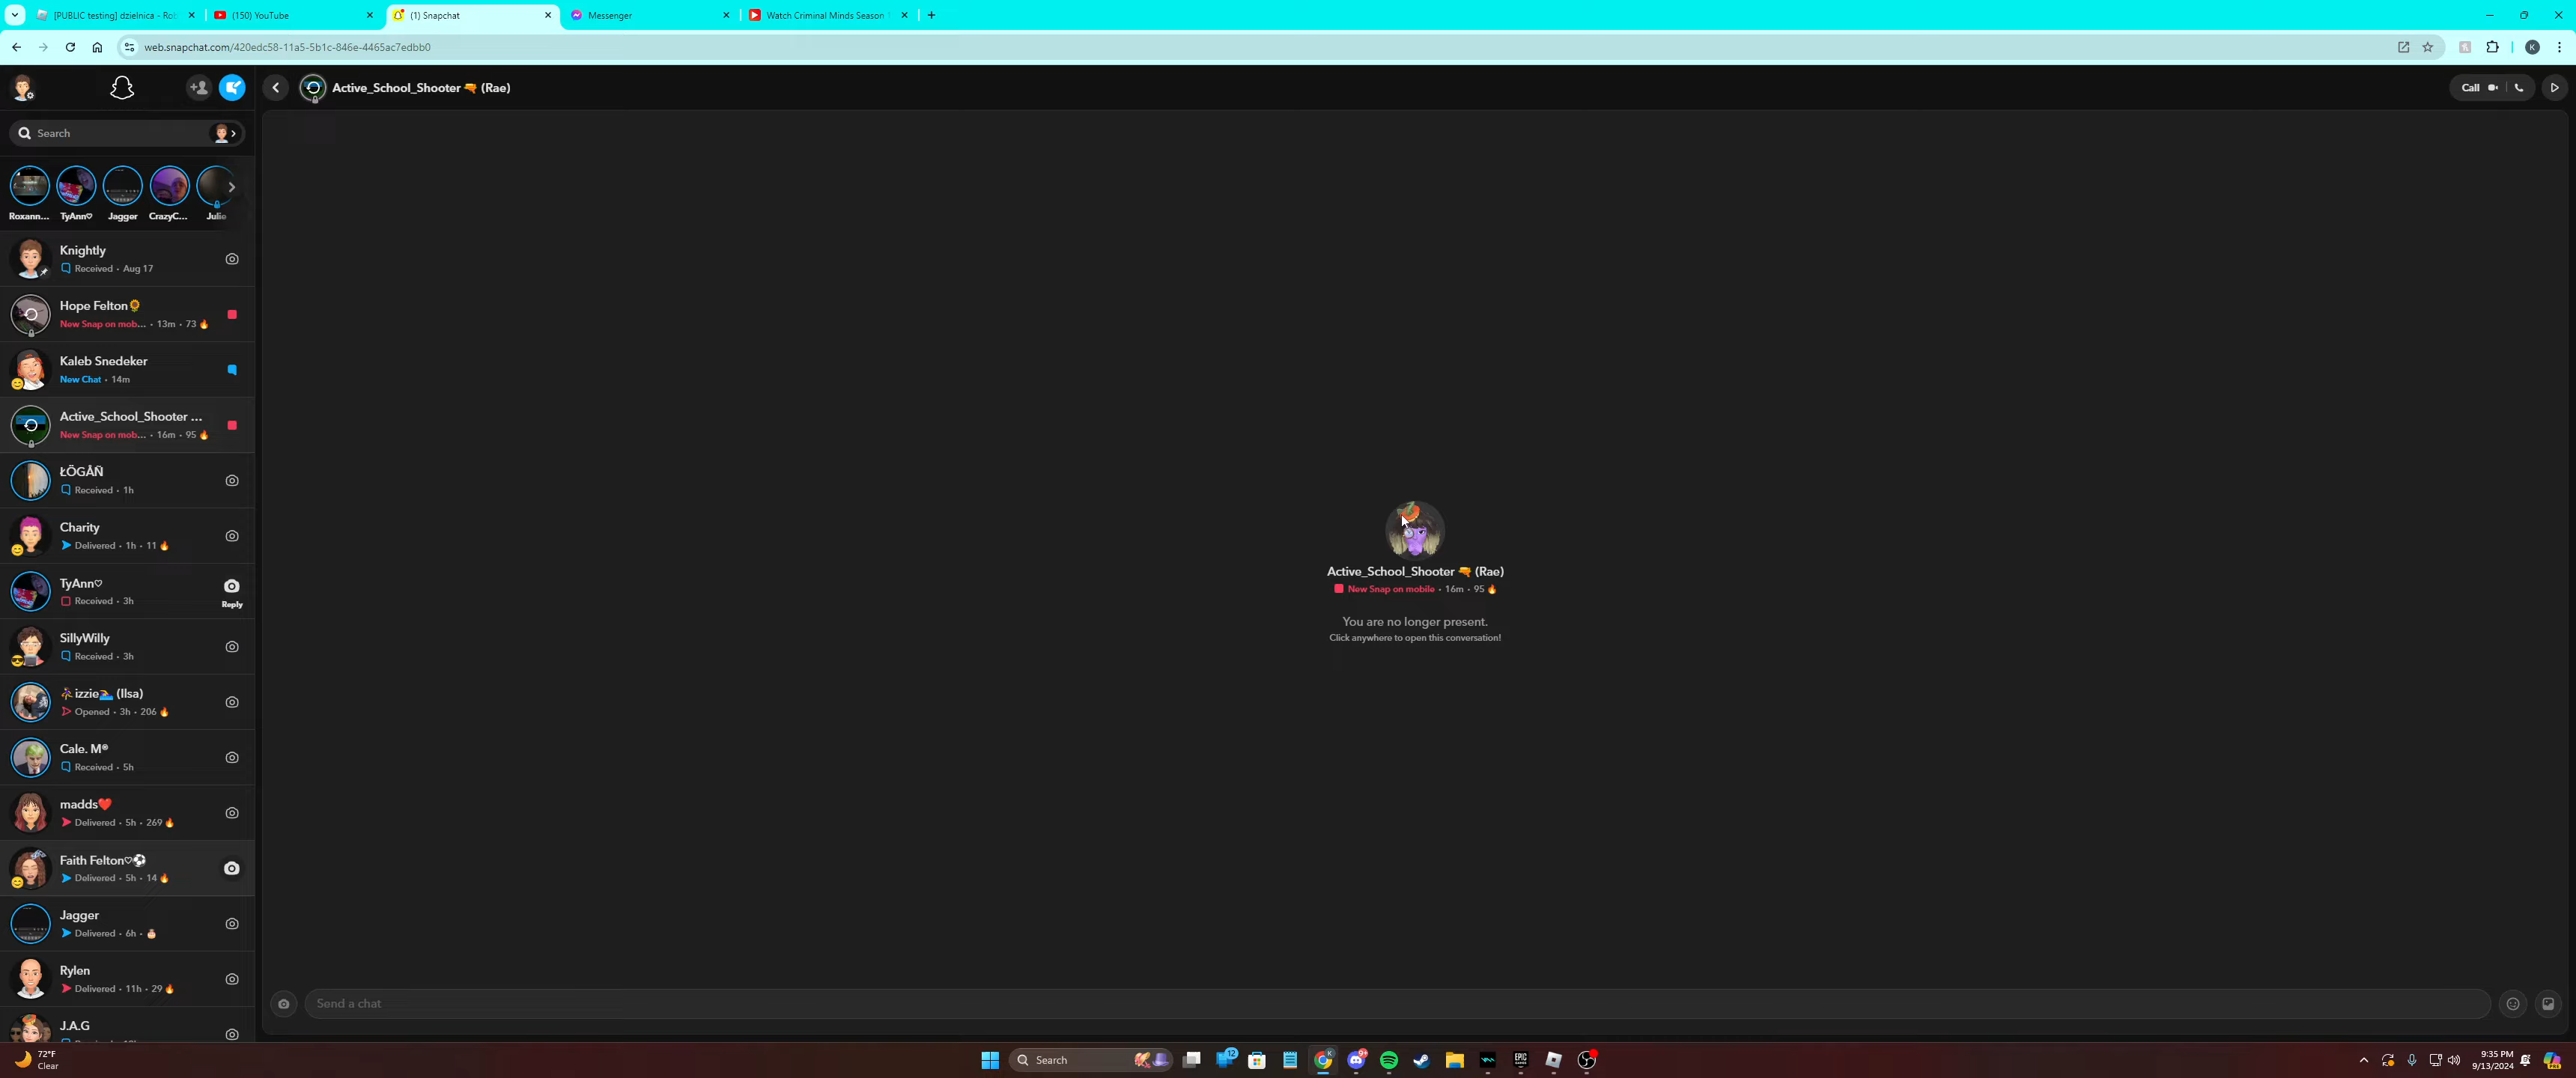 [PUBLIC testing] dzielnica - Rob
(150) YouTube
(1) Snapchat
Messenger
Watch Criminal Minds Season
web.snapchat.com/420edc58-11a5-5b1c-846e-4465ac7edbb0
K
Active_School_Shooter 🔫 (Rae)
Call
Search
Roxann...
TyAnn♡
Jagger
CrazyC...
Julie
Knightly
Received · Aug 17
Hope Felton🌻
New Snap on mob... · 13m · 73 🔥
Kaleb Snedeker
New Chat · 14m
Active_School_Shooter ...
New Snap on mob... · 16m · 95 🔥
ŁÖGÅÑ
Received · 1h
Charity
Delivered · 1h · 11 🔥
TyAnn♡
Received · 3h
Reply
SillyWilly
Received · 3h
izzie (Ilsa)
Opened · 3h · 206 🔥
Cale. M®
Received · 5h
madds❤️
Delivered · 5h · 269 🔥
Faith Felton♡⚽
Delivered · 5h · 14 🔥
Jagger
Delivered · 6h · 🎂
Rylen
Delivered · 11h · 29 🔥
J.A.G
Active_School_Shooter 🔫 (Rae)
New Snap on mobile · 16m · 95 🔥
You are no longer present.
Click anywhere to open this conversation!
Send a chat
72°F
Clear
Search
12
9+
EPIC
9:35 PM
9/13/2024